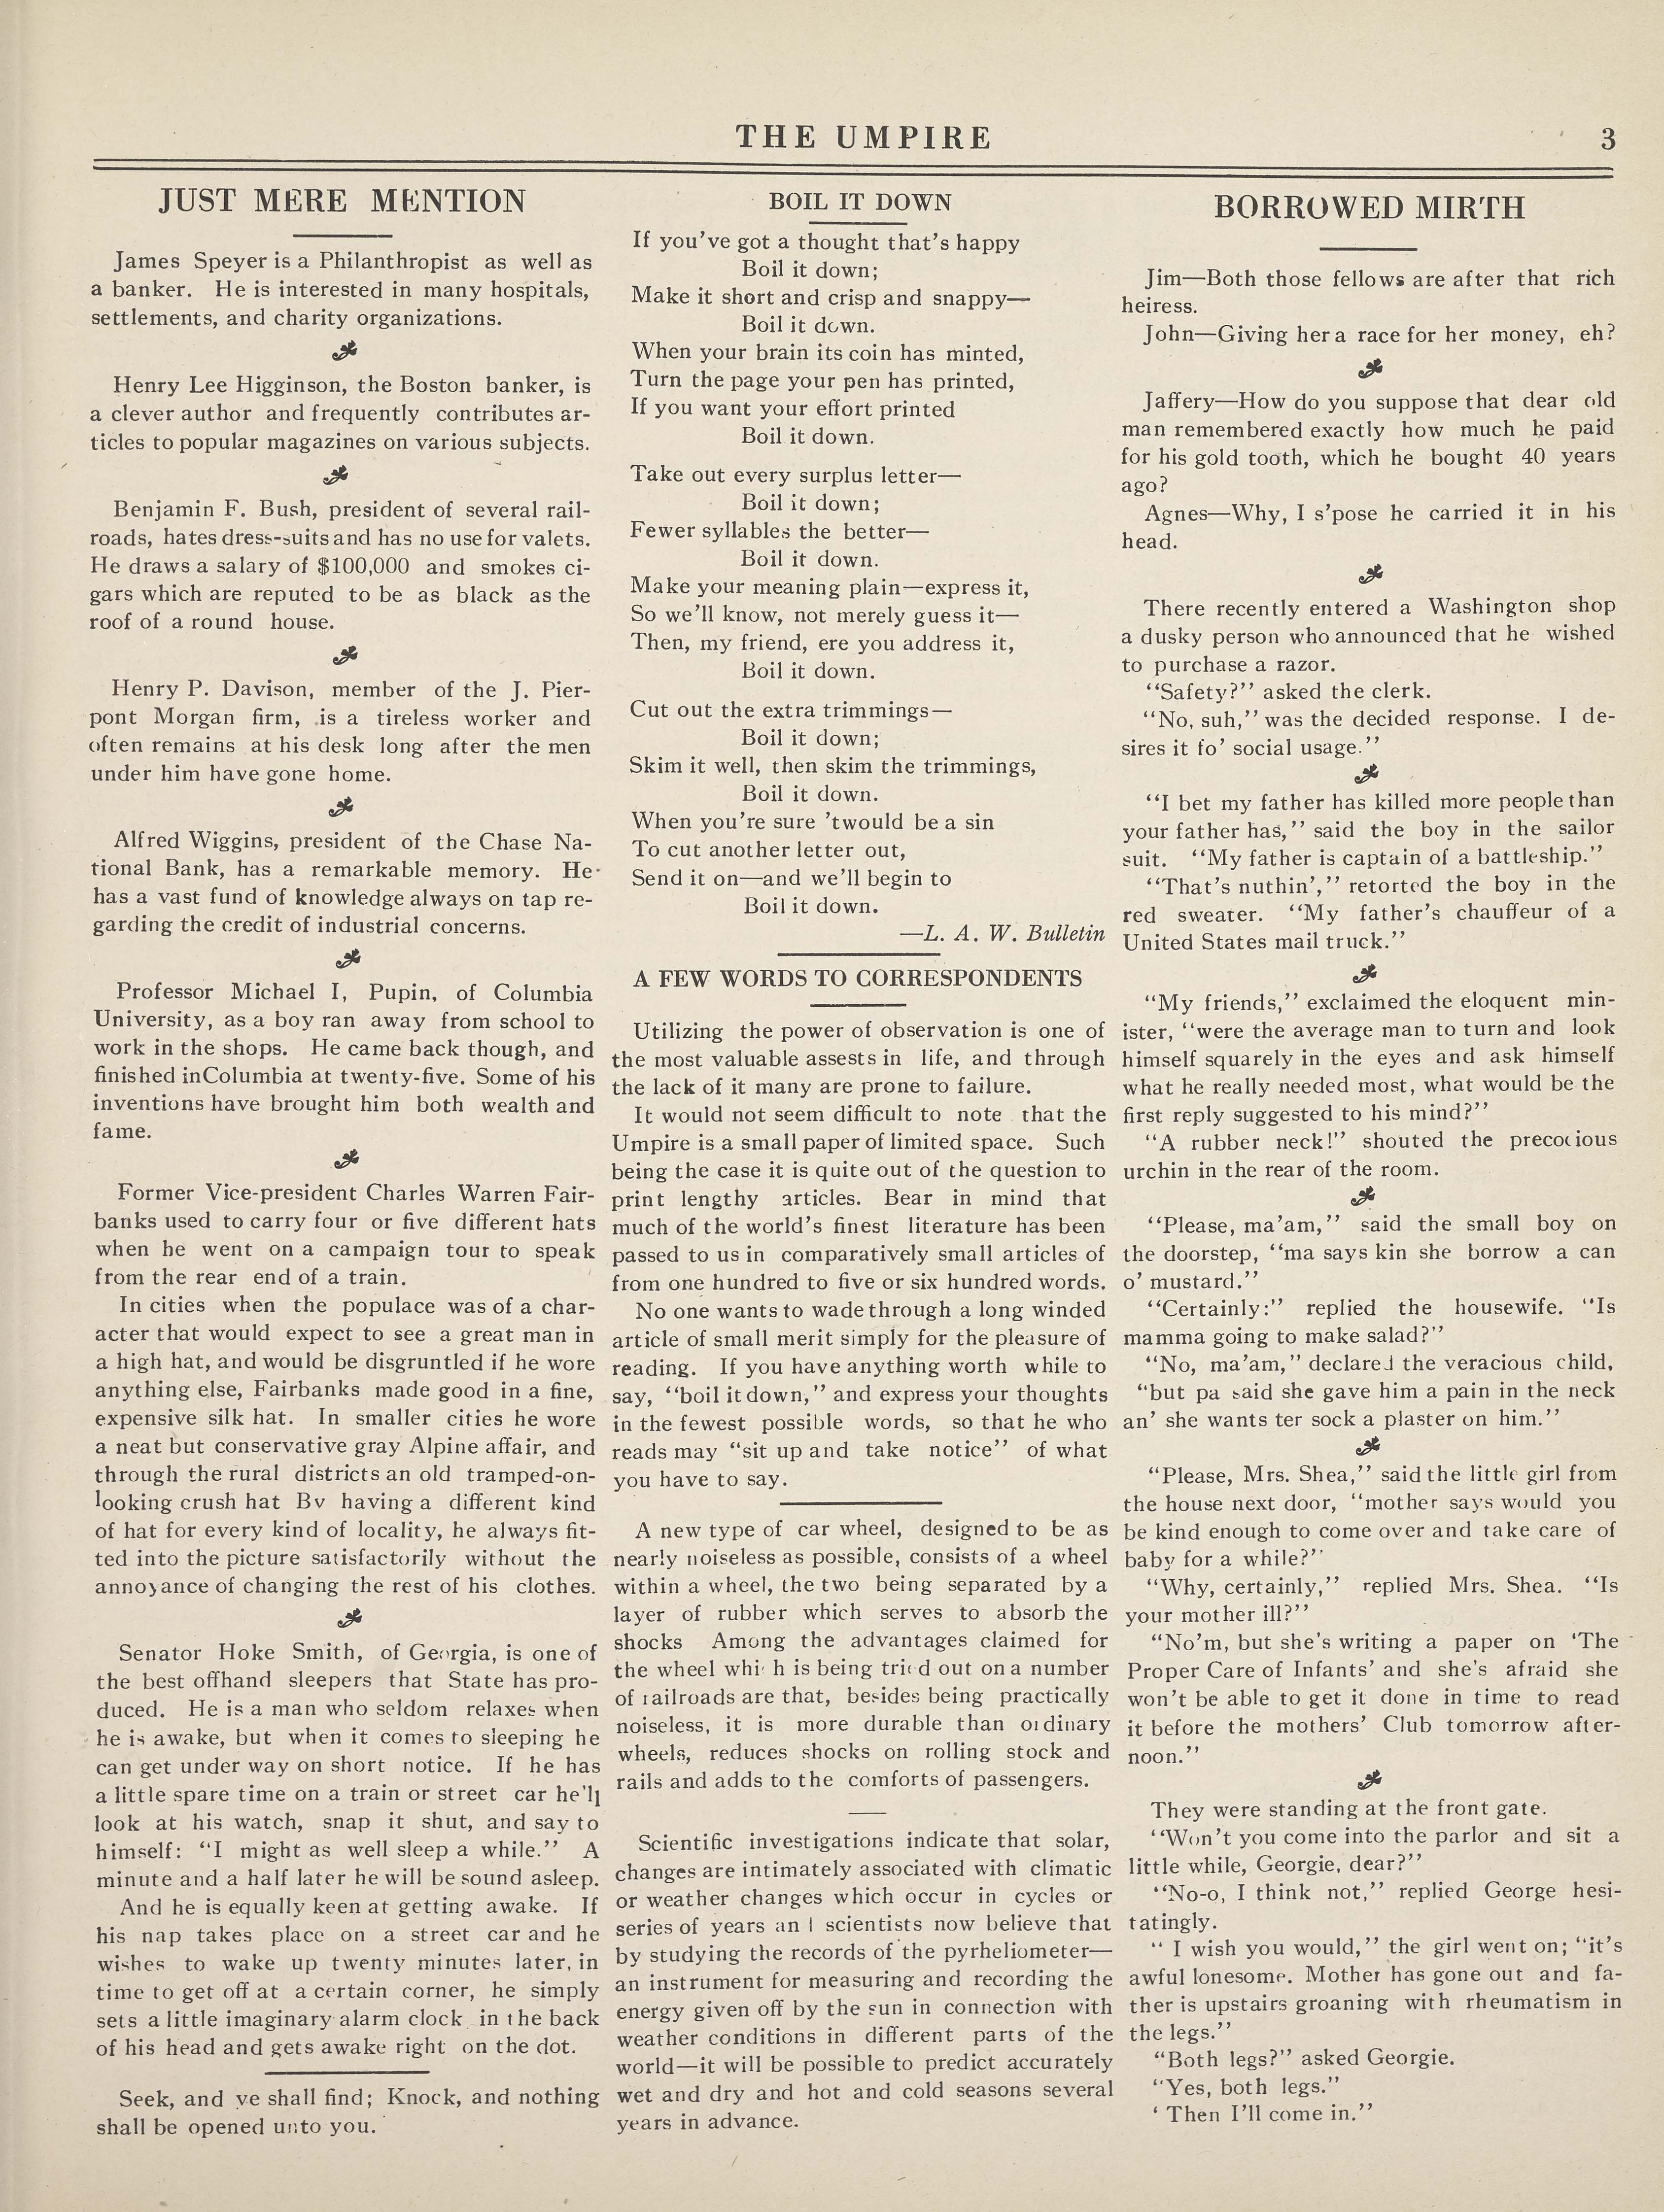 THE UMPIRE
3
JUST MERE MENTION
James Speyer is a Philanthropist as well as
a banker. He is interested in many hospitals,
settlements, and charity organizations.
Henry Lee Higginson, the Boston banker, is
a clever author and frequently contributes ar-
ticles to popular magazines on various subjects.
Benjamin F. Bush, president of several rail-
roads, hates dress-suits and has no use for valets.
He draws a salary of $100,000 and smokes ci-
gars which are reputed to be as black as the
roof of a round house.
Henry P. Davison, member of the J. Pier-
pont Morgan firm, is a tireless worker and
often remains at his desk long after the men
under him have gone home.
Alfred Wiggins, president of the Chase Na-
tional Bank, has a remarkable memory. He
has a vast fund of knowledge always on tap re-
garding the credit of industrial concerns.
Professor Michael I, Pupin, of Columbia
University, as a boy ran away from school to
work in the shops. He came back though, and
finished inColumbia at twenty-five. Some of his
inventions have brought him both wealth and
fame.
Former Vice-president Charles Warren Fair-
banks used to carry four or five different hats
when he went on a campaign tour to speak
from the rear end of a train.
In cities when the populace was of a char-
acter that would expect to see a great man in
a high hat, and would be disgruntled if he wore
anything else, Fairbanks made good in a fine,
expensive silk hat. In smaller cities he wore
a neat but conservative gray Alpine affair, and
through the rural districts an old tramped-on-
looking crush hat Bv having a different kind
of hat for every kind of locality, he always fit-
ted into the picture satisfactorily without the
annoyance of changing the rest of his clothes.
Senator Hoke Smith, of Georgia, is one of
the best offhand sleepers that State has pro-
duced. He is a man who seldom relaxes when
he is awake, but when it comes to sleeping he
can get under way on short notice. If he has
a little spare time on a train or street car he'll
look at his watch, snap it shut, and say to
himself: "I might as well sleep a while." A
minute and a half later he will be sound asleep.
And he is equally keen at getting awake. If
his nap takes place on a street car and he
wishes to wake up twenty minutes later, in
time to get off at a certain corner, he simply
sets a little imaginary alarm clock in the back
of his head and gets awake right on the dot.
Seek, and ye shall find; Knock, and nothing
shall be opened unto you.
BOIL IT DOWN
If you've got a thought that's happy
Boil it down;
Make it short and crisp and snappy—
Boil it down.
When your brain its coin has minted,
Turn the page your pen has printed,
If you want your effort printed
Boil it down.
Take out every surplus letter—
Boil it down;
Fewer syllables the better—
Boil it down.
Make your meaning plain—express it,
So we'll know, not merely guess it—
Then, my friend, ere you address it,
Boil it down.
Cut out the extra trimmings—
Boil it down;
Skim it well, then skim the trimmings,
Boil it down.
When you're sure 'twould be a sin
To cut another letter out,
Send it on—and we'll begin to
Boil it down.
—L. A. W. Bulletin
A FEW WORDS TO CORRESPONDENTS
Utilizing the power of observation is one of
the most valuable assests in life, and through
the lack of it many are prone to failure.
It would not seem difficult to note that the
Umpire is a small paper of limited space. Such
being the case it is quite out of the question to
print lengthy articles. Bear in mind that
much of the world's finest literature has been
passed to us in comparatively small articles of
from one hundred to five or six hundred words.
No one wants to wade through a long winded
article of small merit simply for the pleasure of
reading. If you have anything worth while to
say, "boil it down," and express your thoughts
in the fewest possible words, so that he who
reads may "sit up and take notice" of what
you have to say.
A new type of car wheel, designed to be as
nearly noiseless as possible, consists of a wheel
within a wheel, the two being separated by a
layer of rubber which serves to absorb the
shocks Among the advantages claimed for
the wheel which is being tried out on a number
of railroads are that, besides being practically
noiseless, it is more durable than ordinary
wheels, reduces shocks on rolling stock and
rails and adds to the comforts of passengers.
Scientific investigations indicate that solar,
changes are intimately associated with climatic
or weather changes which occur in cycles or
series of years and scientists now believe that
by studying the records of the pyrheliometer—
an instrument for measuring and recording the
energy given off by the sun in connection with
weather conditions in different parts of the
world—it will be possible to predict accurately
wet and dry and hot and cold seasons several
years in advance.
BORROWED MIRTH
Jim—Both those fellows are after that rich
heiress.
John—Giving her a race for her money, eh?
Jaffery—How do you suppose that dear old
man remembered exactly how much he paid
for his gold tooth, which he bought 40 years
ago?
Agnes—Why, I s'pose he carried it in his
head.
There recently entered a Washington shop
a dusky person who announced that he wished
to purchase a razor.
"Safety?" asked the clerk.
"No, suh," was the decided response. I de-
sires it fo' social usage."
"I bet my father has killed more people than
your father has," said the boy in the sailor
suit. "My father is captain of a battleship."
"That's nuthin'," retorted the boy in the
red sweater. "My father's chauffeur of a
United States mail truck."
"My friends," exclaimed the eloquent min-
ister, "were the average man to turn and look
himself squarely in the eyes and ask himself
what he really needed most, what would be the
first reply suggested to his mind?"
"A rubber neck!" shouted the precocious
urchin in the rear of the room.
"Please, ma'am," said the small boy on
the doorstep, "ma says kin she borrow a can
o' mustard."
"Certainly:" replied the housewife. "Is
mamma going to make salad?"
"No, ma'am," declared the veracious child,
"but pa said she gave him a pain in the neck
an' she wants ter sock a plaster on him."
"Please, Mrs. Shea," said the little girl from
the house next door, "mother says would you
be kind enough to come over and take care of
baby for a while?"
"Why, certainly," replied Mrs. Shea. "Is
your mother ill?"
"No'm, but she's writing a paper on 'The
Proper Care of Infants' and she's afraid she
won't be able to get it done in time to read
it before the mothers' Club tomorrow after-
noon."
They were standing at the front gate.
"Won't you come into the parlor and sit a
little while, Georgie, dear?"
"No-o, I think not," replied George hesi-
tatingly.
" I wish you would," the girl went on; "it's
awful lonesome. Mother has gone out and fa-
ther is upstairs groaning with rheumatism in
the legs."
"Both legs?" asked Georgie.
"Yes, both legs."
' Then I'll come in."